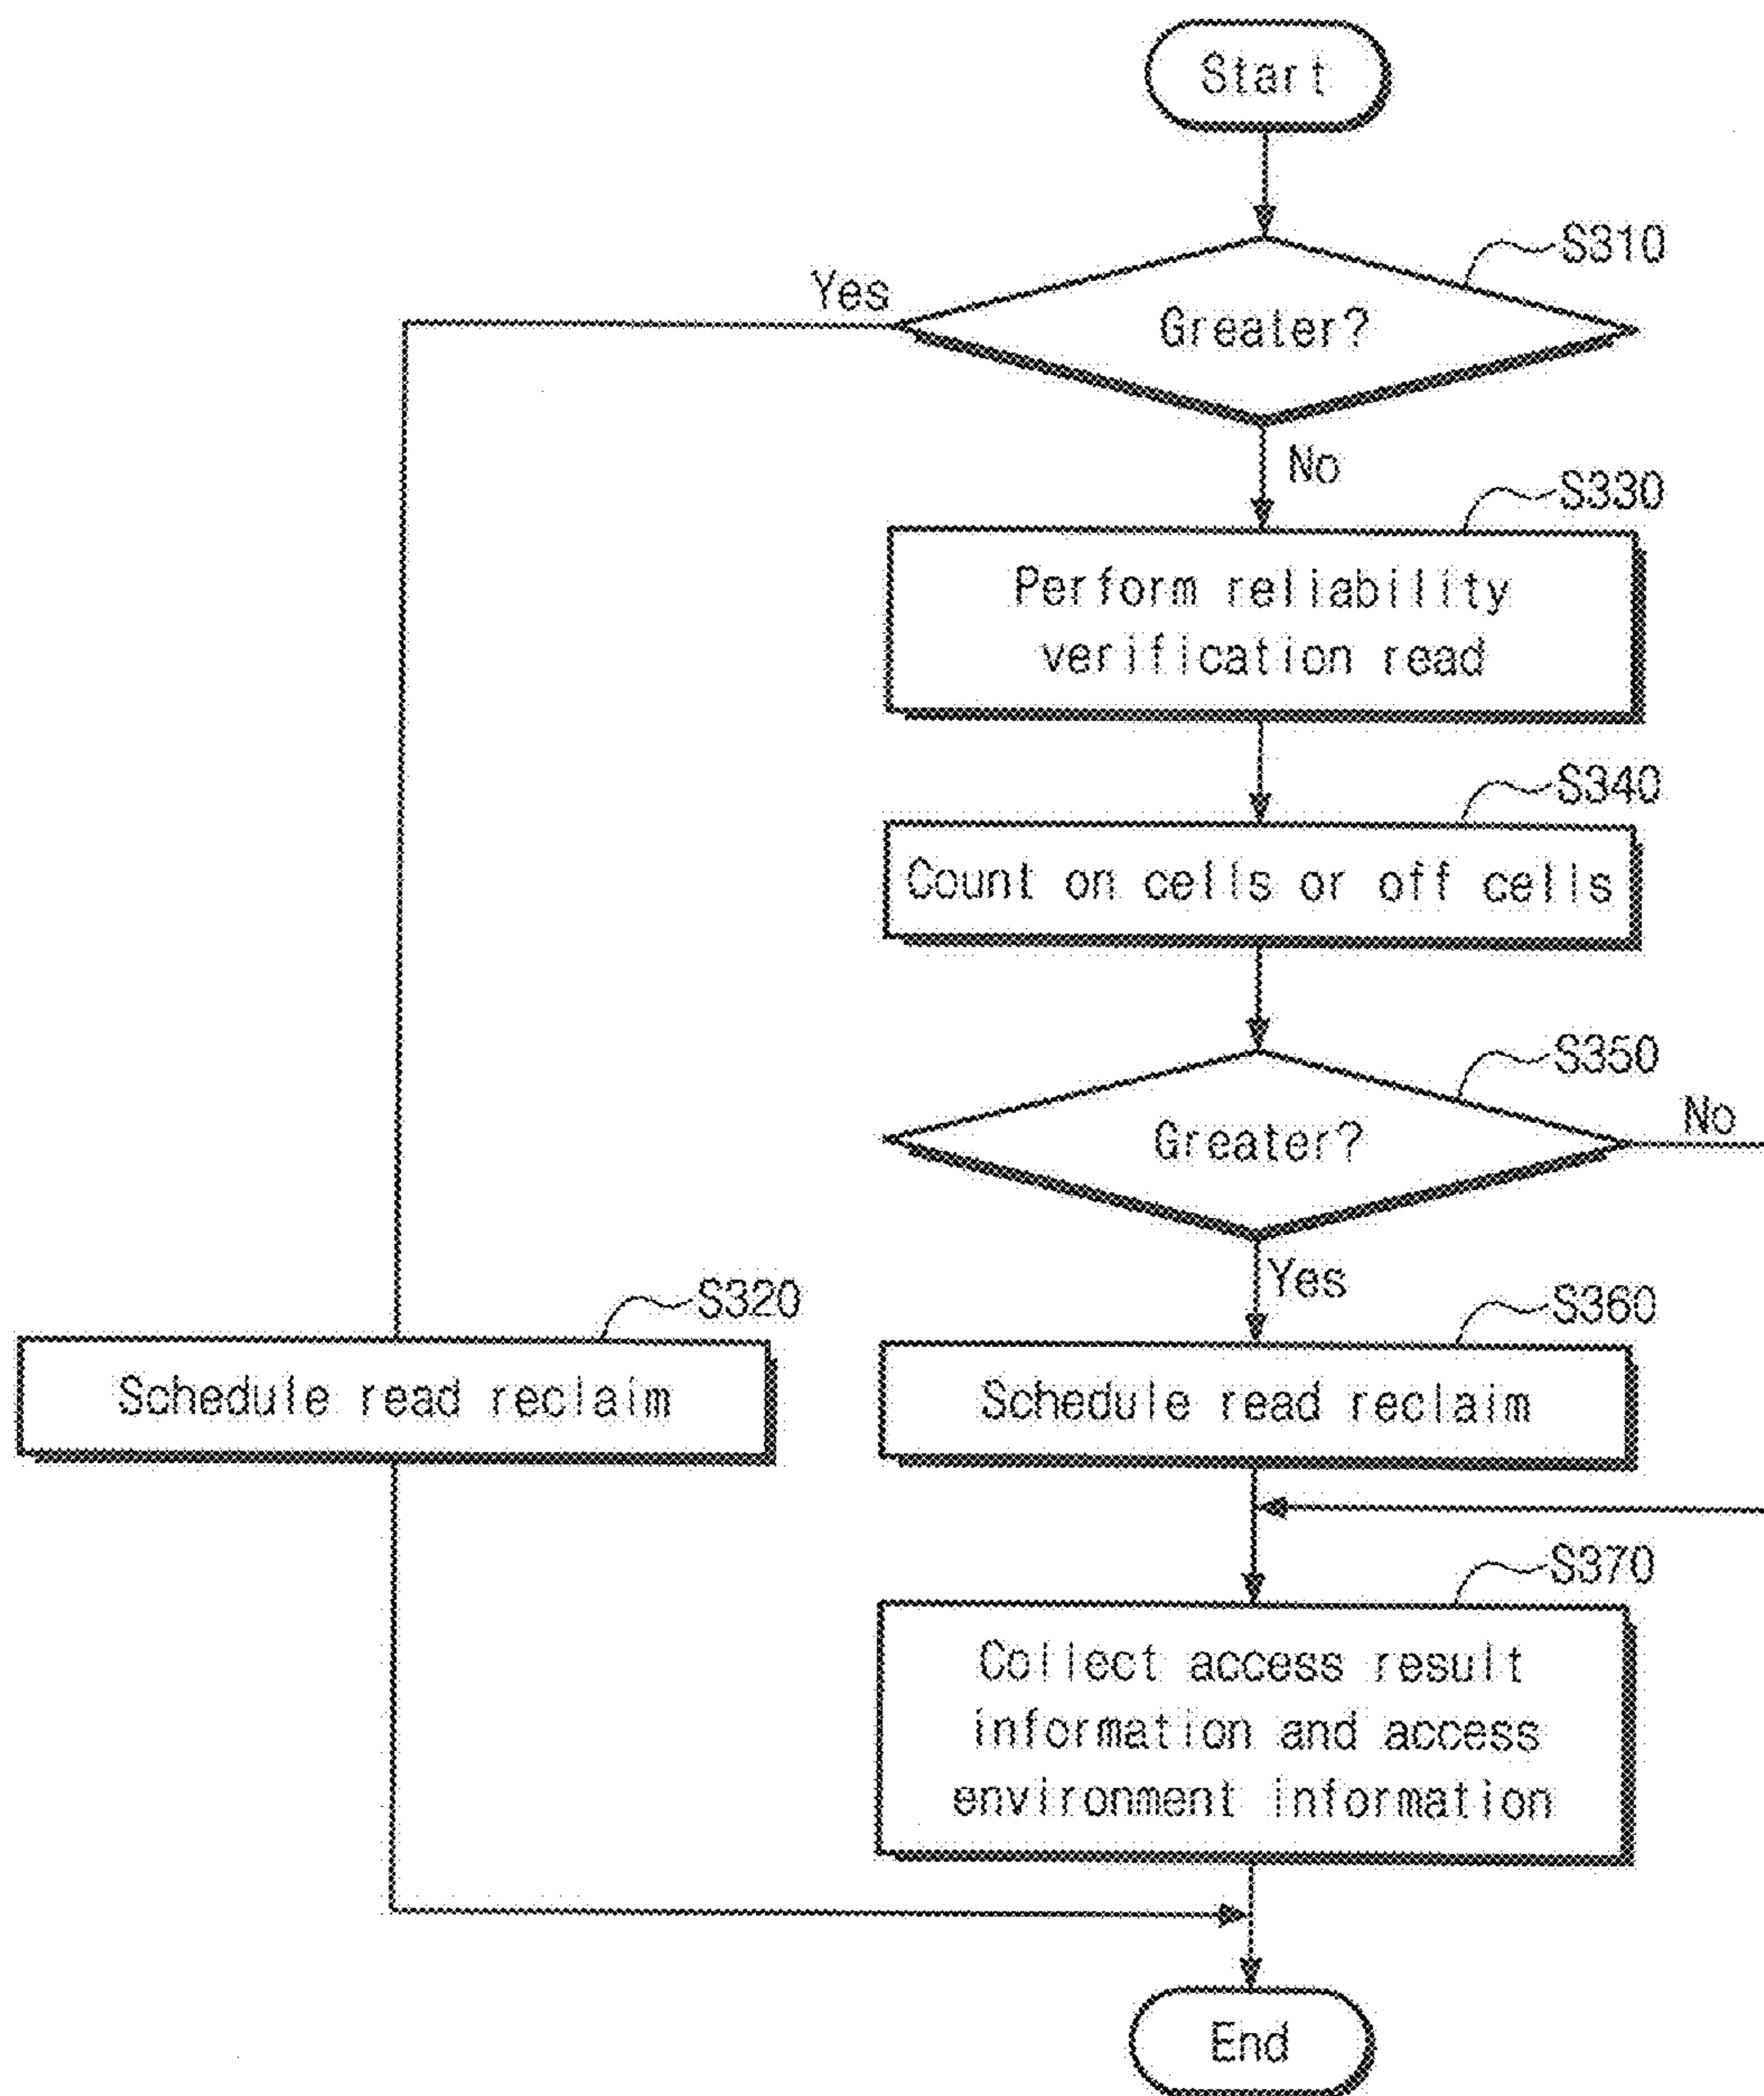 Start
S310
Yes
Greater?
No
S330
Perform reliability
verification read
S340
Count on cells or off cells
S350
No
Greater?
Yes
S320
S360
Schedule read reclaim
Schedule read reclaim
S370
Collect access result
information and access
environment information
End